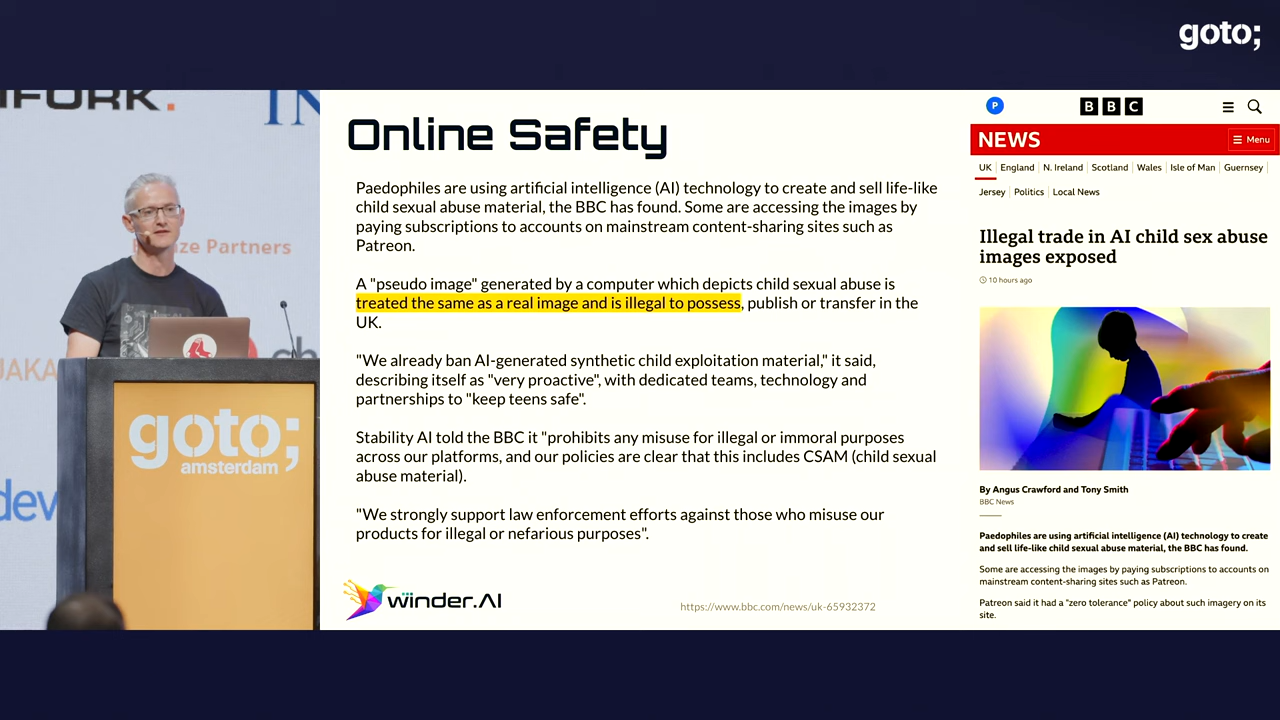 goto;
Bronze Partners
JAKA
goto;
amsterdam
dev
Online Safety
Paedophiles are using artificial intelligence (AI) technology to create and sell life-like
child sexual abuse material, the BBC has found. Some are accessing the images by
paying subscriptions to accounts on mainstream content-sharing sites such as
Patreon.
A "pseudo image" generated by a computer which depicts child sexual abuse is
treated the same as a real image and is illegal to possess, publish or transfer in the
UK.
"We already ban AI-generated synthetic child exploitation material," it said,
describing itself as "very proactive", with dedicated teams, technology and
partnerships to "keep teens safe".
Stability AI told the BBC it "prohibits any misuse for illegal or immoral purposes
across our platforms, and our policies are clear that this includes CSAM (child sexual
abuse material).
"We strongly support law enforcement efforts against those who misuse our
products for illegal or nefarious purposes".
winder.AI
https://www.bbc.com/news/uk-65932372
P
BBC
NEWS
Menu
UK England N. Ireland Scotland Wales Isle of Man Guernsey
Jersey Politics Local News
Illegal trade in AI child sex abuse
images exposed
10 hours ago
By Angus Crawford and Tony Smith
BBC News
Paedophiles are using artificial intelligence (AI) technology to create
and sell life-like child sexual abuse material, the BBC has found.
Some are accessing the images by paying subscriptions to accounts on
mainstream content-sharing sites such as Patreon.
Patreon said it had a "zero tolerance" policy about such imagery on its
site.